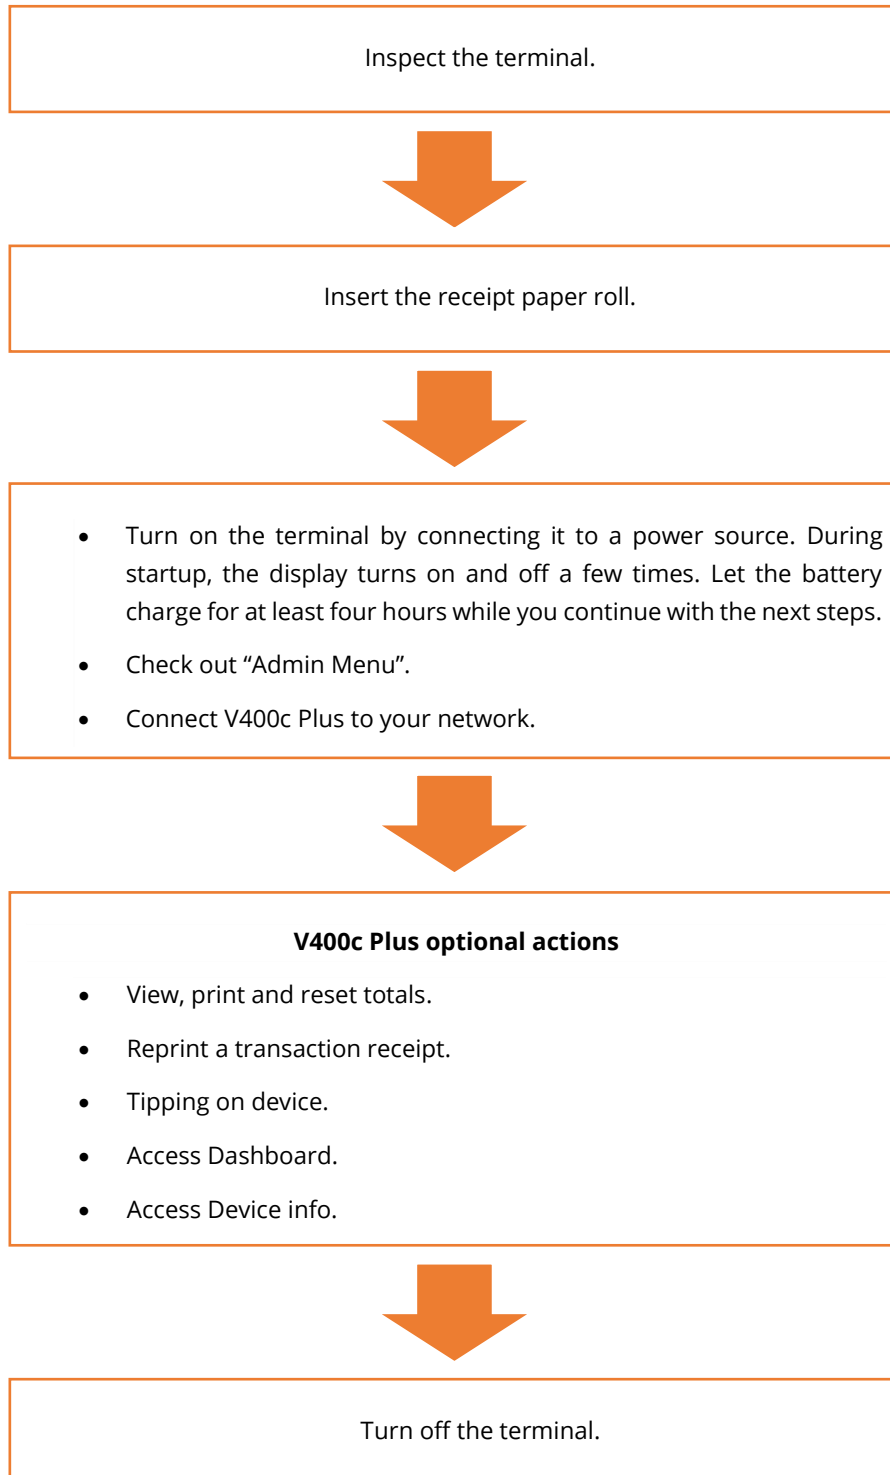 Inspect the terminal.
Insert the receipt paper roll.
• Turn on the terminal by connecting it to a power source. During
startup, the display turns on and off a few times. Let the battery
charge for at least four hours while you continue with the next steps.
• Check out “Admin Menu”.
• Connect V400c Plus to your network.
V400c Plus optional actions
• View, print and reset totals.
• Reprint a transaction receipt.
• Tipping on device.
• Access Dashboard.
• Access Device info.
Turn off the terminal.